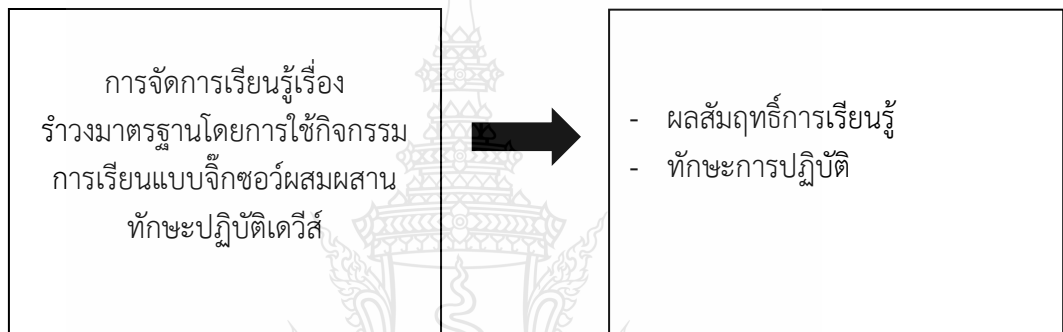 การจัดการเรียนรู้เรื่อง
รำวงมาตรฐานโดยการใช้กิจกรรม
การเรียนแบบจิ๊กซอว์ผสมผสาน
ทักษะปฏิบัติเดวีส์
- ผลสัมฤทธิ์การเรียนรู้
- ทักษะการปฏิบัติ